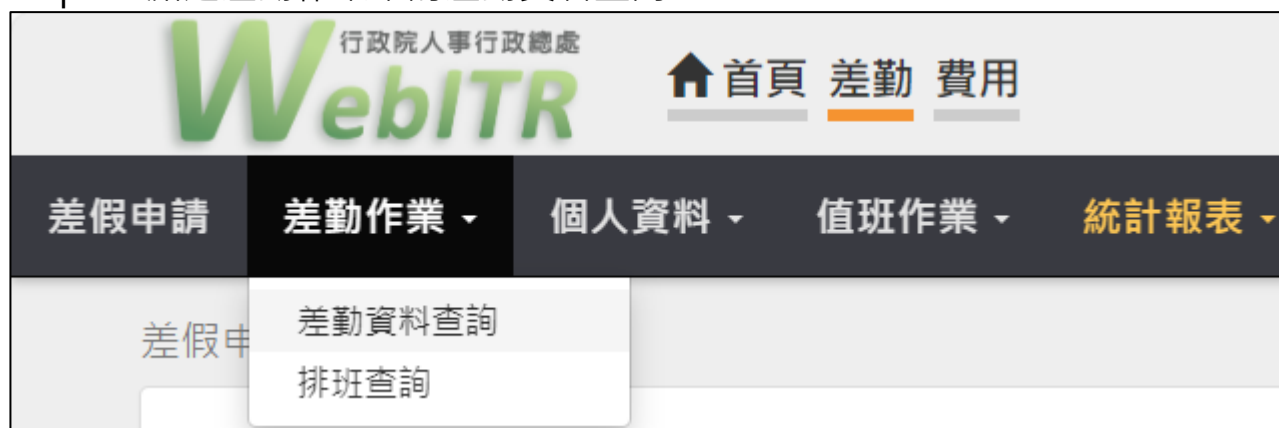 行政院人事行政總處
WebITR
首頁 差勤 費用
差假申請 差勤作業 個人資料 值班作業 統計報表
差勤資料查詢
差假申
排班查詢